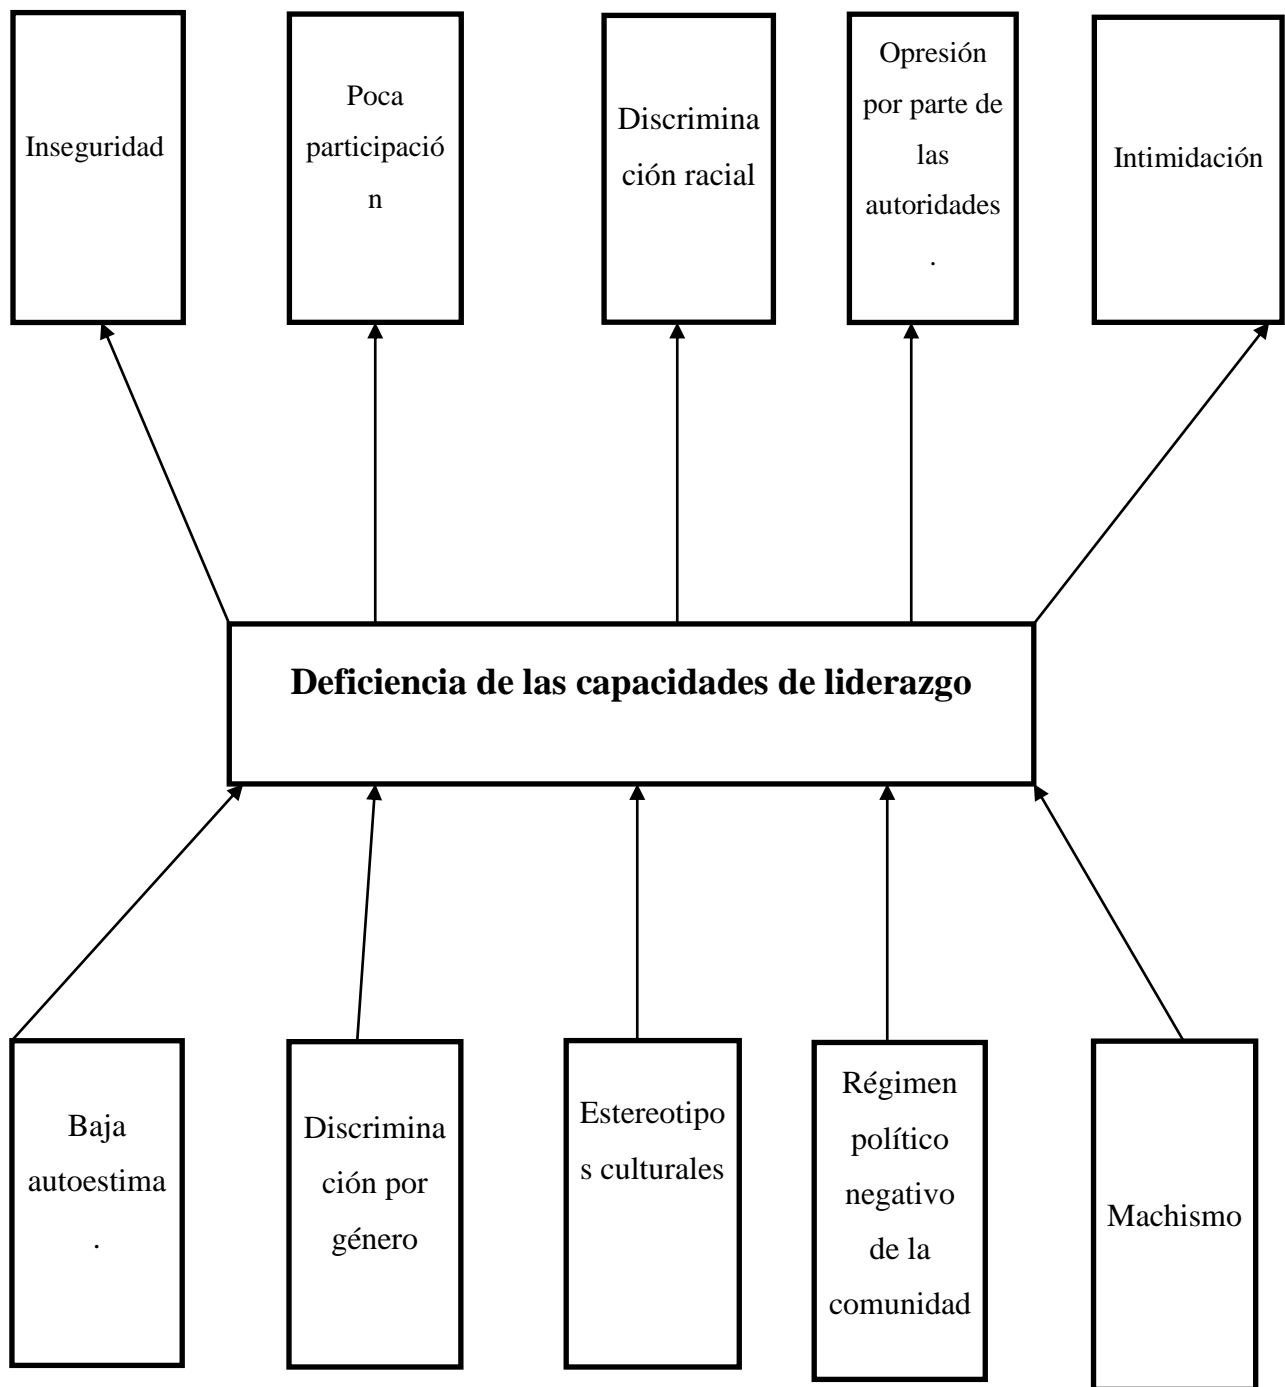 Inseguridad
Poca
participació
n
Discrimina
ción racial
Opresión
por parte de
las
autoridades
.
Intimidación
Deficiencia de las capacidades de liderazgo
Baja
autoestima
.
Discrimina
ción por
género
Estereotipo
s culturales
Régimen
político
negativo
de la
comunidad
Machismo